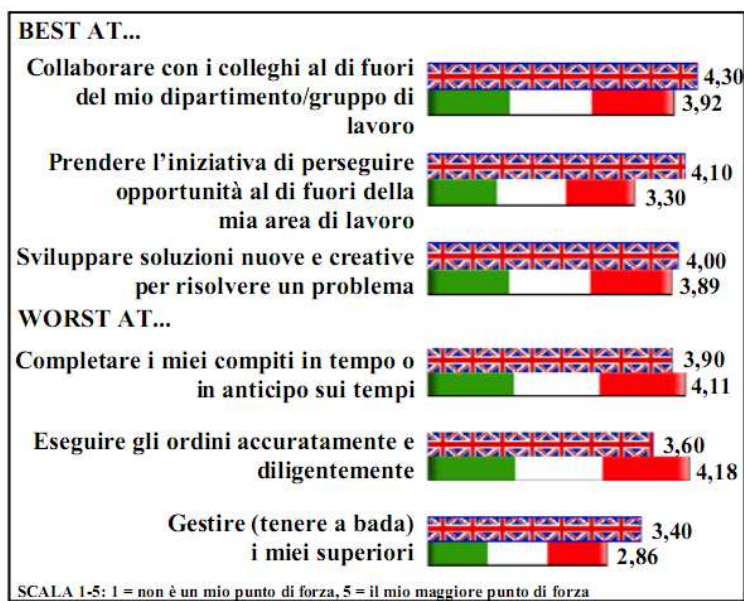 BEST AT...
Collaborare con i colleghi al di fuori
del mio dipartimento/gruppo di
lavoro
4,30
3,92
Prendere l’iniziativa di perseguire
opportunità al di fuori della
mia area di lavoro
4,10
3,30
Sviluppare soluzioni nuove e creative
per risolvere un problema
4,00
3,89
WORST AT...
Completare i miei compiti in tempo o
in anticipo sui tempi
3,90
4,11
Eseguire gli ordini accuratamente e
diligentemente
3,60
4,18
Gestire (tenere a bada)
i miei superiori
3,40
2,86
SCALA 1-5: 1 = non è un mio punto di forza, 5 = il mio maggiore punto di forza